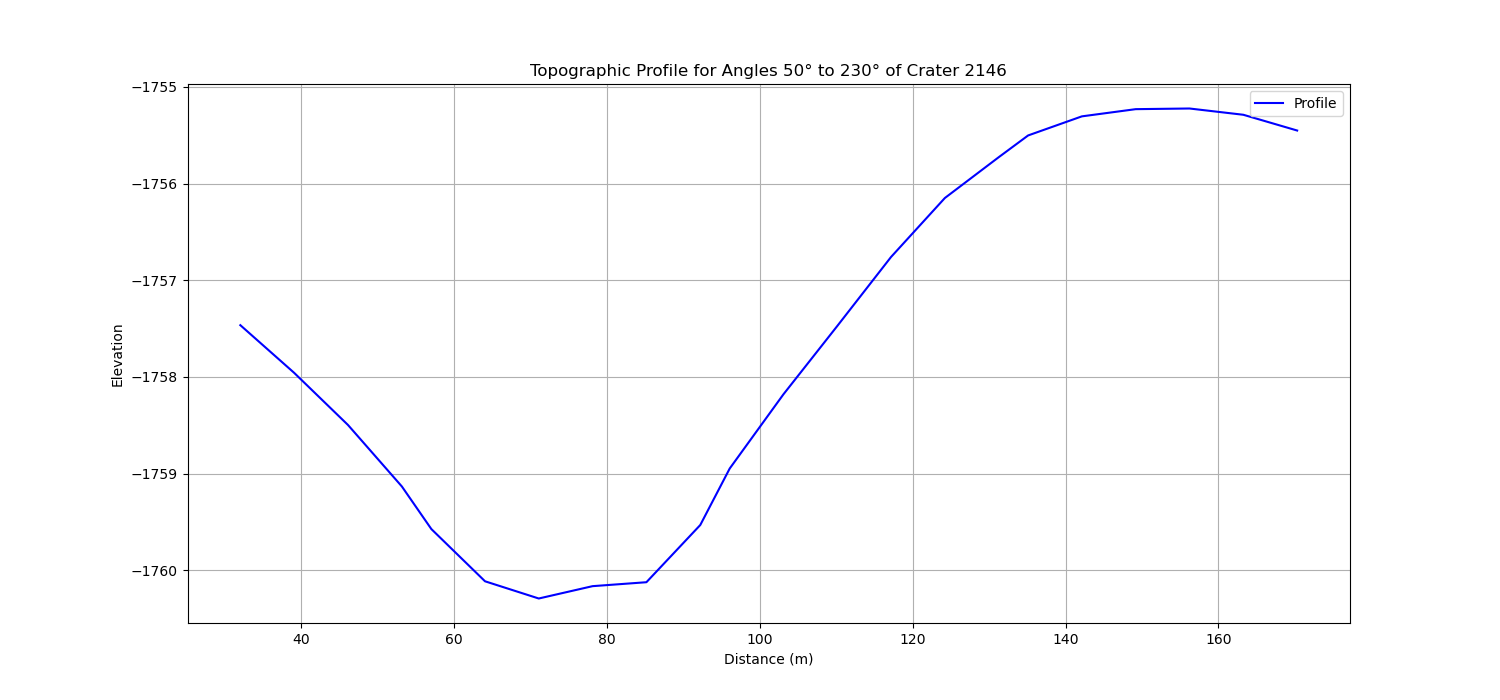 Topographic Profile for Angles 50° to 230° of Crater 2146
Profile
−1755
−1756
−1757
−1758
−1759
−1760
Elevation
40 60 80 100 120 140 160
Distance (m)